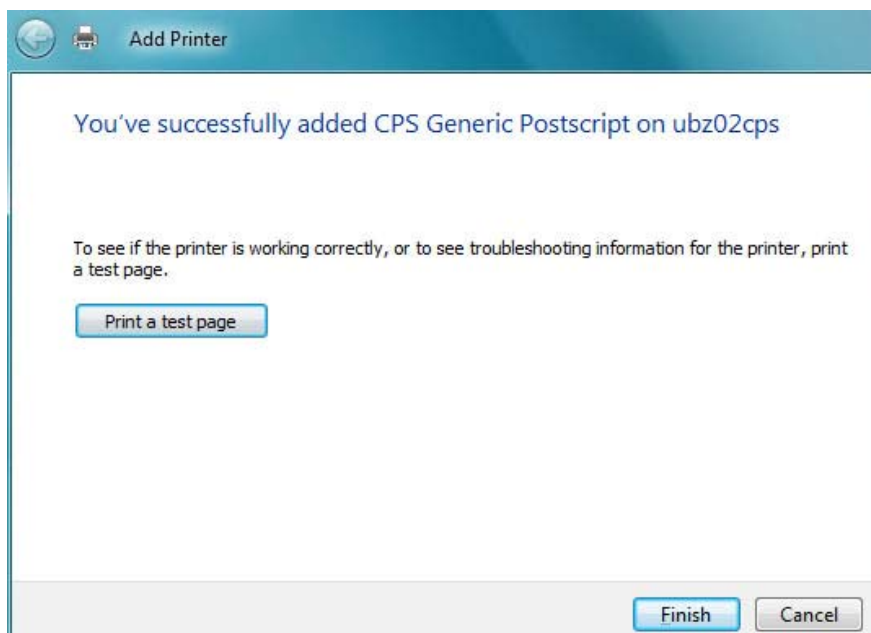 Add Printer
You've successfully added CPS Generic Postscript on ubz02cps
To see if the printer is working correctly, or to see troubleshooting information for the printer, print
a test page.
Print a test page
Finish
Cancel